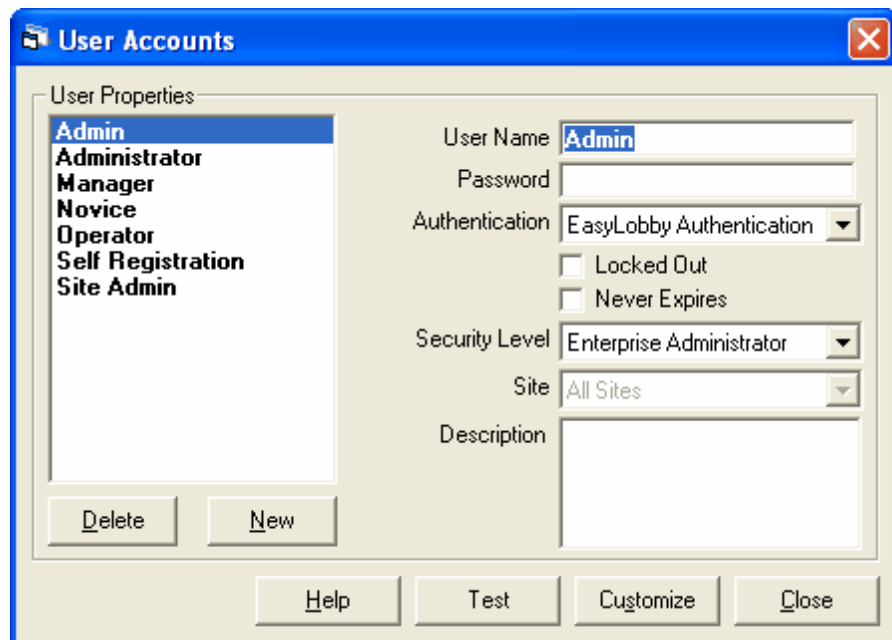 User Accounts
User Properties
Admin
Administrator
Manager
Novice
Operator
Self Registration
Site Admin
Delete
New
User Name Admin
Password
Authentication EasyLobby Authentication
Locked Out
Never Expires
Security Level Enterprise Administrator
Site All Sites
Description
Help
Test
Customize
Close